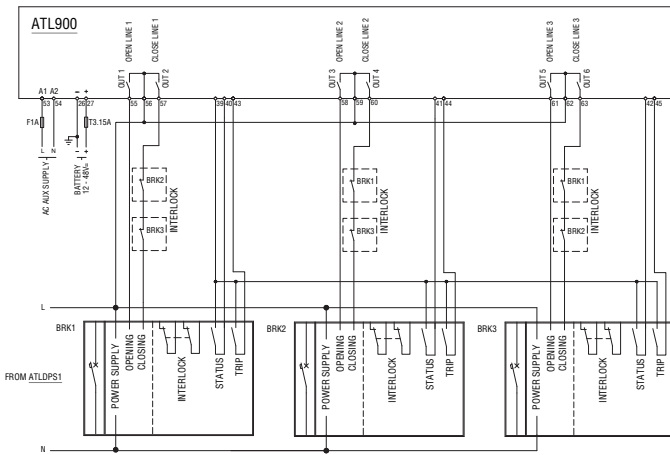 ATL900
OPEN LINE 1
CLOSE LINE 1
OPEN LINE 2
CLOSE LINE 2
OPEN LINE 3
CLOSE LINE 3
OUT 1
OUT 2
OUT 3
OUT 4
OUT 5
OUT 6
A1 A2
- +
53 54 26 27 55 56 57 39 40 43 58 59 60 41 44 61 62 63 42 45
F1A
T3.15A
L N - +
AC AUX SUPPLY
BATTERY
12 - 48V=
BRK2
BRK3
INTERLOCK
BRK1
BRK3
INTERLOCK
BRK1
BRK2
INTERLOCK
L
BRK1
POWER SUPPLY
OPENING
CLOSING
INTERLOCK
STATUS
TRIP
BRK2
POWER SUPPLY
OPENING
CLOSING
INTERLOCK
STATUS
TRIP
BRK3
POWER SUPPLY
OPENING
CLOSING
INTERLOCK
STATUS
TRIP
FROM ATLDPS1
N